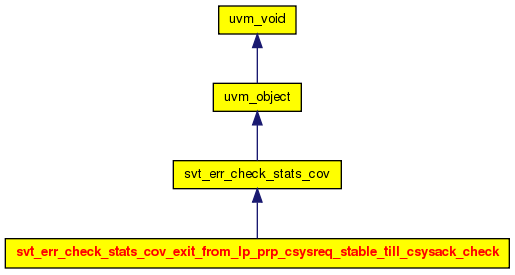 uvm_void
uvm_object
svt_err_check_stats_cov
svt_err_check_stats_cov_exit_from_lp_prp_csysreq_stable_till_csysack_check